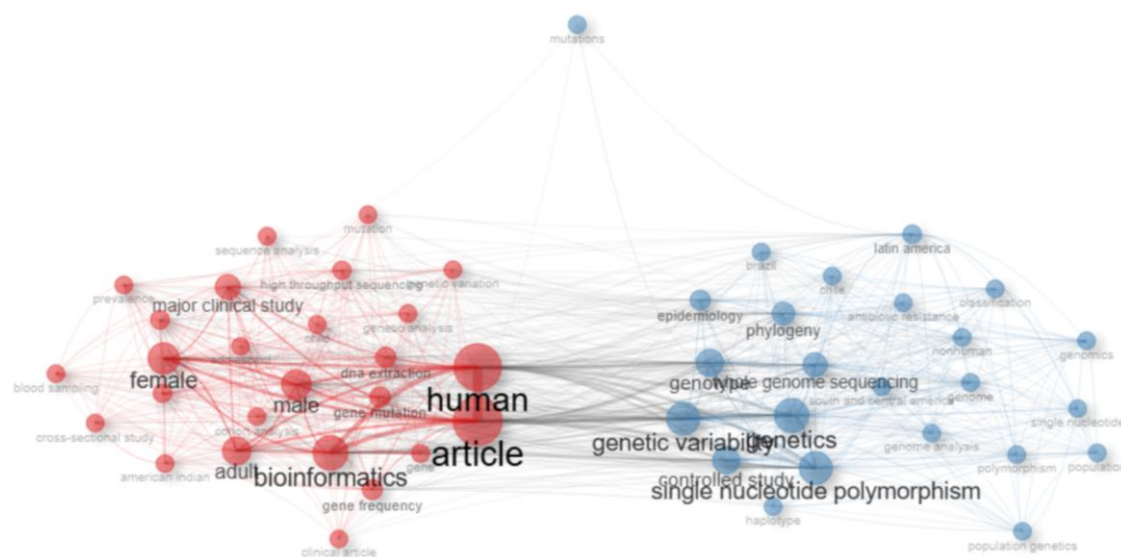 mutations
mutation
sequence analysis
latin america
brazil
high throughput sequencing
genetic variation
chile
prevalence
major clinical study
classification
antibiotic resistance
epidemiology
phylogeny
genetic analysis
child
nonhuman
genomics
adolescent
dna extraction
female
blood sampling
genotype
whole genome sequencing
male
human
south and central america
genome
gene mutation
cohort analysis
single nucleotide
cross-sectional study
genetic variability
genetics
genome analysis
article
gene
american indian
adult
bioinformatics
controlled study
polymorphism
population
single nucleotide polymorphism
gene frequency
haplotype
population genetics
clinical article